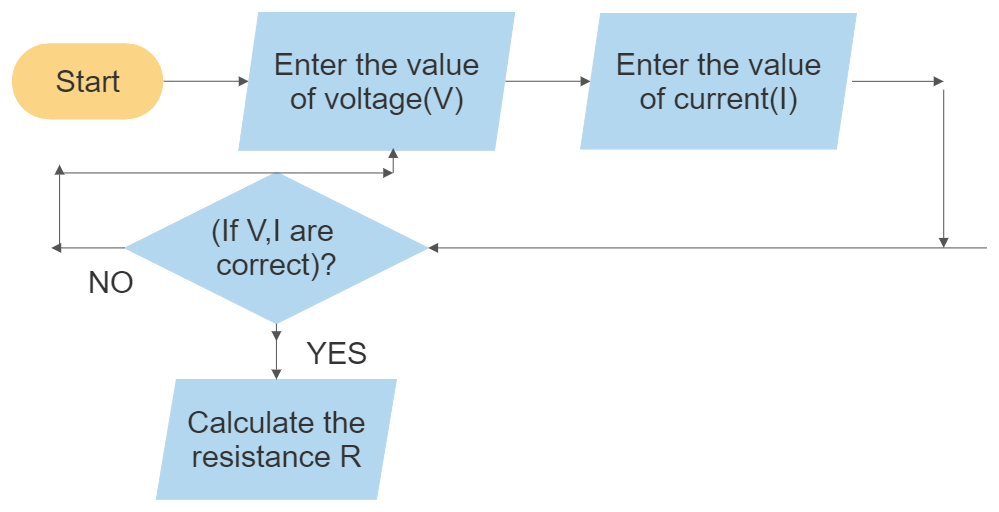 Start
Enter the value
of voltage(V)
Enter the value
of current(I)
(If V,I are
correct)?
NO
YES
Calculate the
resistance R